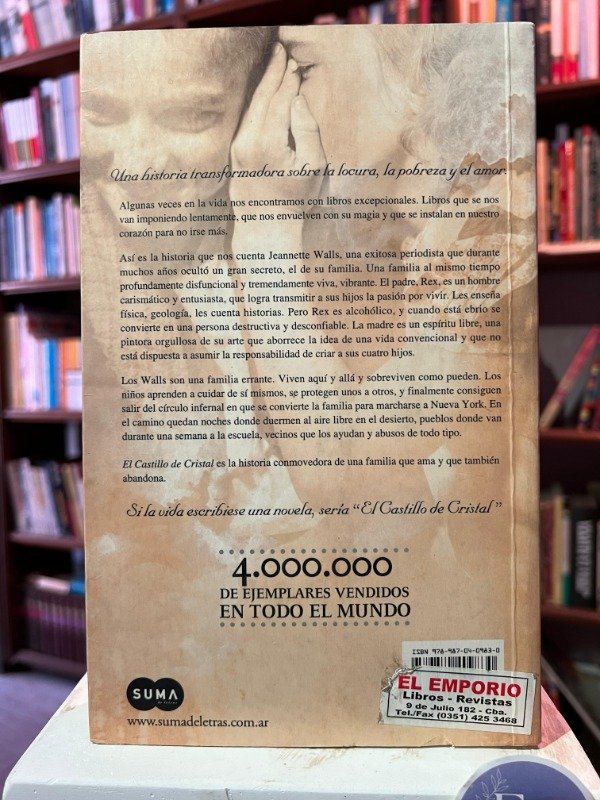 Una historia transformadora sobre la locura, la pobreza y el amor.
Algunas veces en la vida nos encontramos con libros excepcionales. Libros que se nos
van imponiendo lentamente, que nos envuelven con su magia y que se instalan en nuestro
corazón para no irse más.
Así es la historia que nos cuenta Jeannette Walls, una exitosa periodista que durante
muchos años ocultó un gran secreto, el de su familia. Una familia al mismo tiempo
profundamente disfuncional y tremendamente viva, vibrante. El padre, Rex, es un hombre
carismático y entusiasta, que logra transmitir a sus hijos la pasión por vivir. Les enseña
física, geología, les cuenta historias. Pero Rex es alcohólico, y cuando está ebrio se
convierte en una persona destructiva y desconfiable. La madre es un espíritu libre, una
pintora orgullosa de su arte que aborrece la idea de una vida convencional y que no
está dispuesta a asumir la responsabilidad de criar a sus cuatro hijos.
Los Walls son una familia errante. Viven aquí y allá y sobreviven como pueden. Los
niños aprenden a cuidar de sí mismos, se protegen unos a otros, y finalmente consiguen
salir del círculo infernal en que se convierte la familia para marcharse a Nueva York. En
el camino quedan noches donde duermen al aire libre en el desierto, pueblos donde van
durante una semana a la escuela, vecinos que los ayudan y abusos de todo tipo.
El Castillo de Cristal es la historia conmovedora de una familia que ama y que también
abandona.
Si la vida escribiese una novela, sería "El Castillo de Cristal"
4.000.000
DE EJEMPLARES VENDIDOS
EN TODO EL MUNDO
ISBN 978-987-04-0983-0
SUMA
de letras
www.sumadeletras.com.ar
EL EMPORIO
Libros - Revistas
9 de Julio 182 - Cba.
Tel./Fax (0351) 425 3468